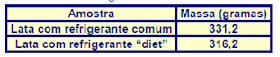 Amostra Massa (gramas)
Lata com refrigerante comum 331,2
Lata com refrigerante “diet” 316,2